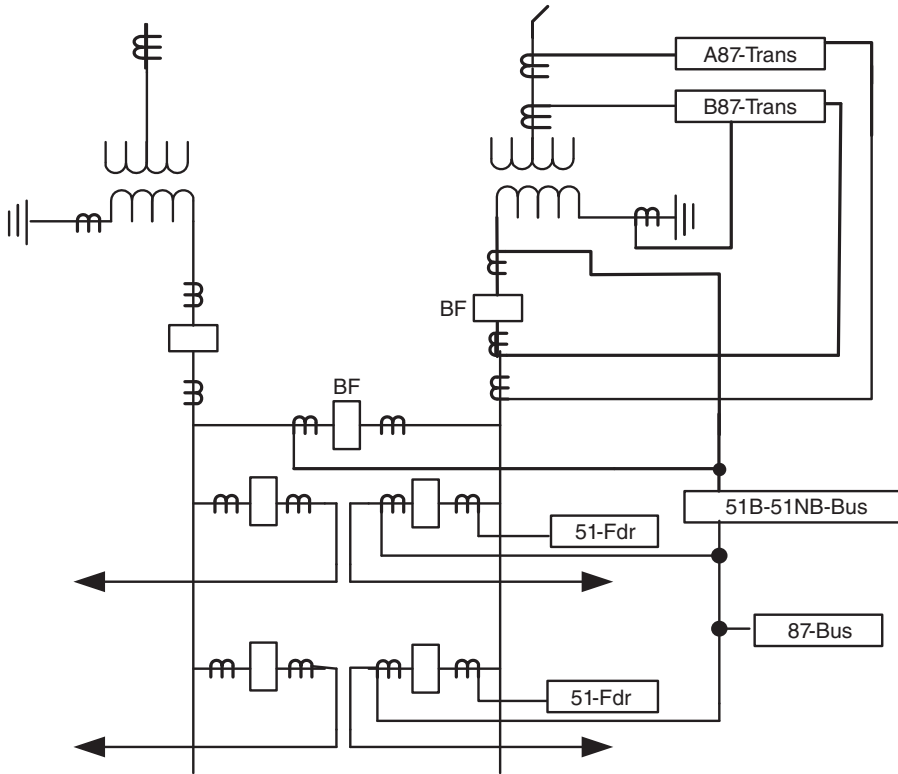 A87-Trans
B87-Trans
BF
BF
51B-51NB-Bus
51-Fdr
87-Bus
51-Fdr